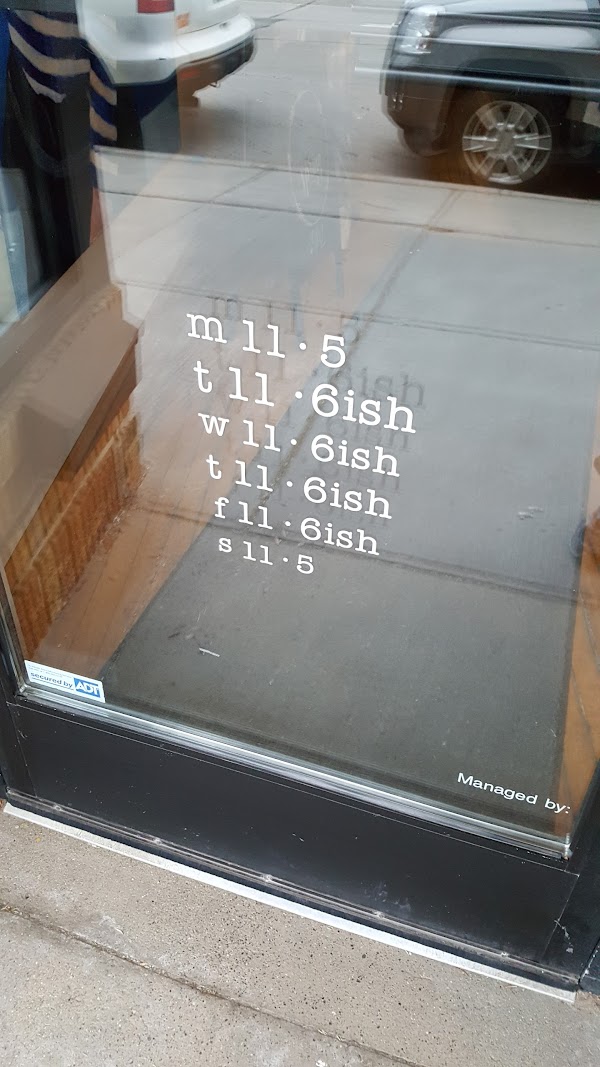 m 11 · 5
t 11 · 6ish
w 11 · 6ish
t 11 · 6ish
f 11 · 6ish
s 11 · 5
secured by ADT
Managed by: